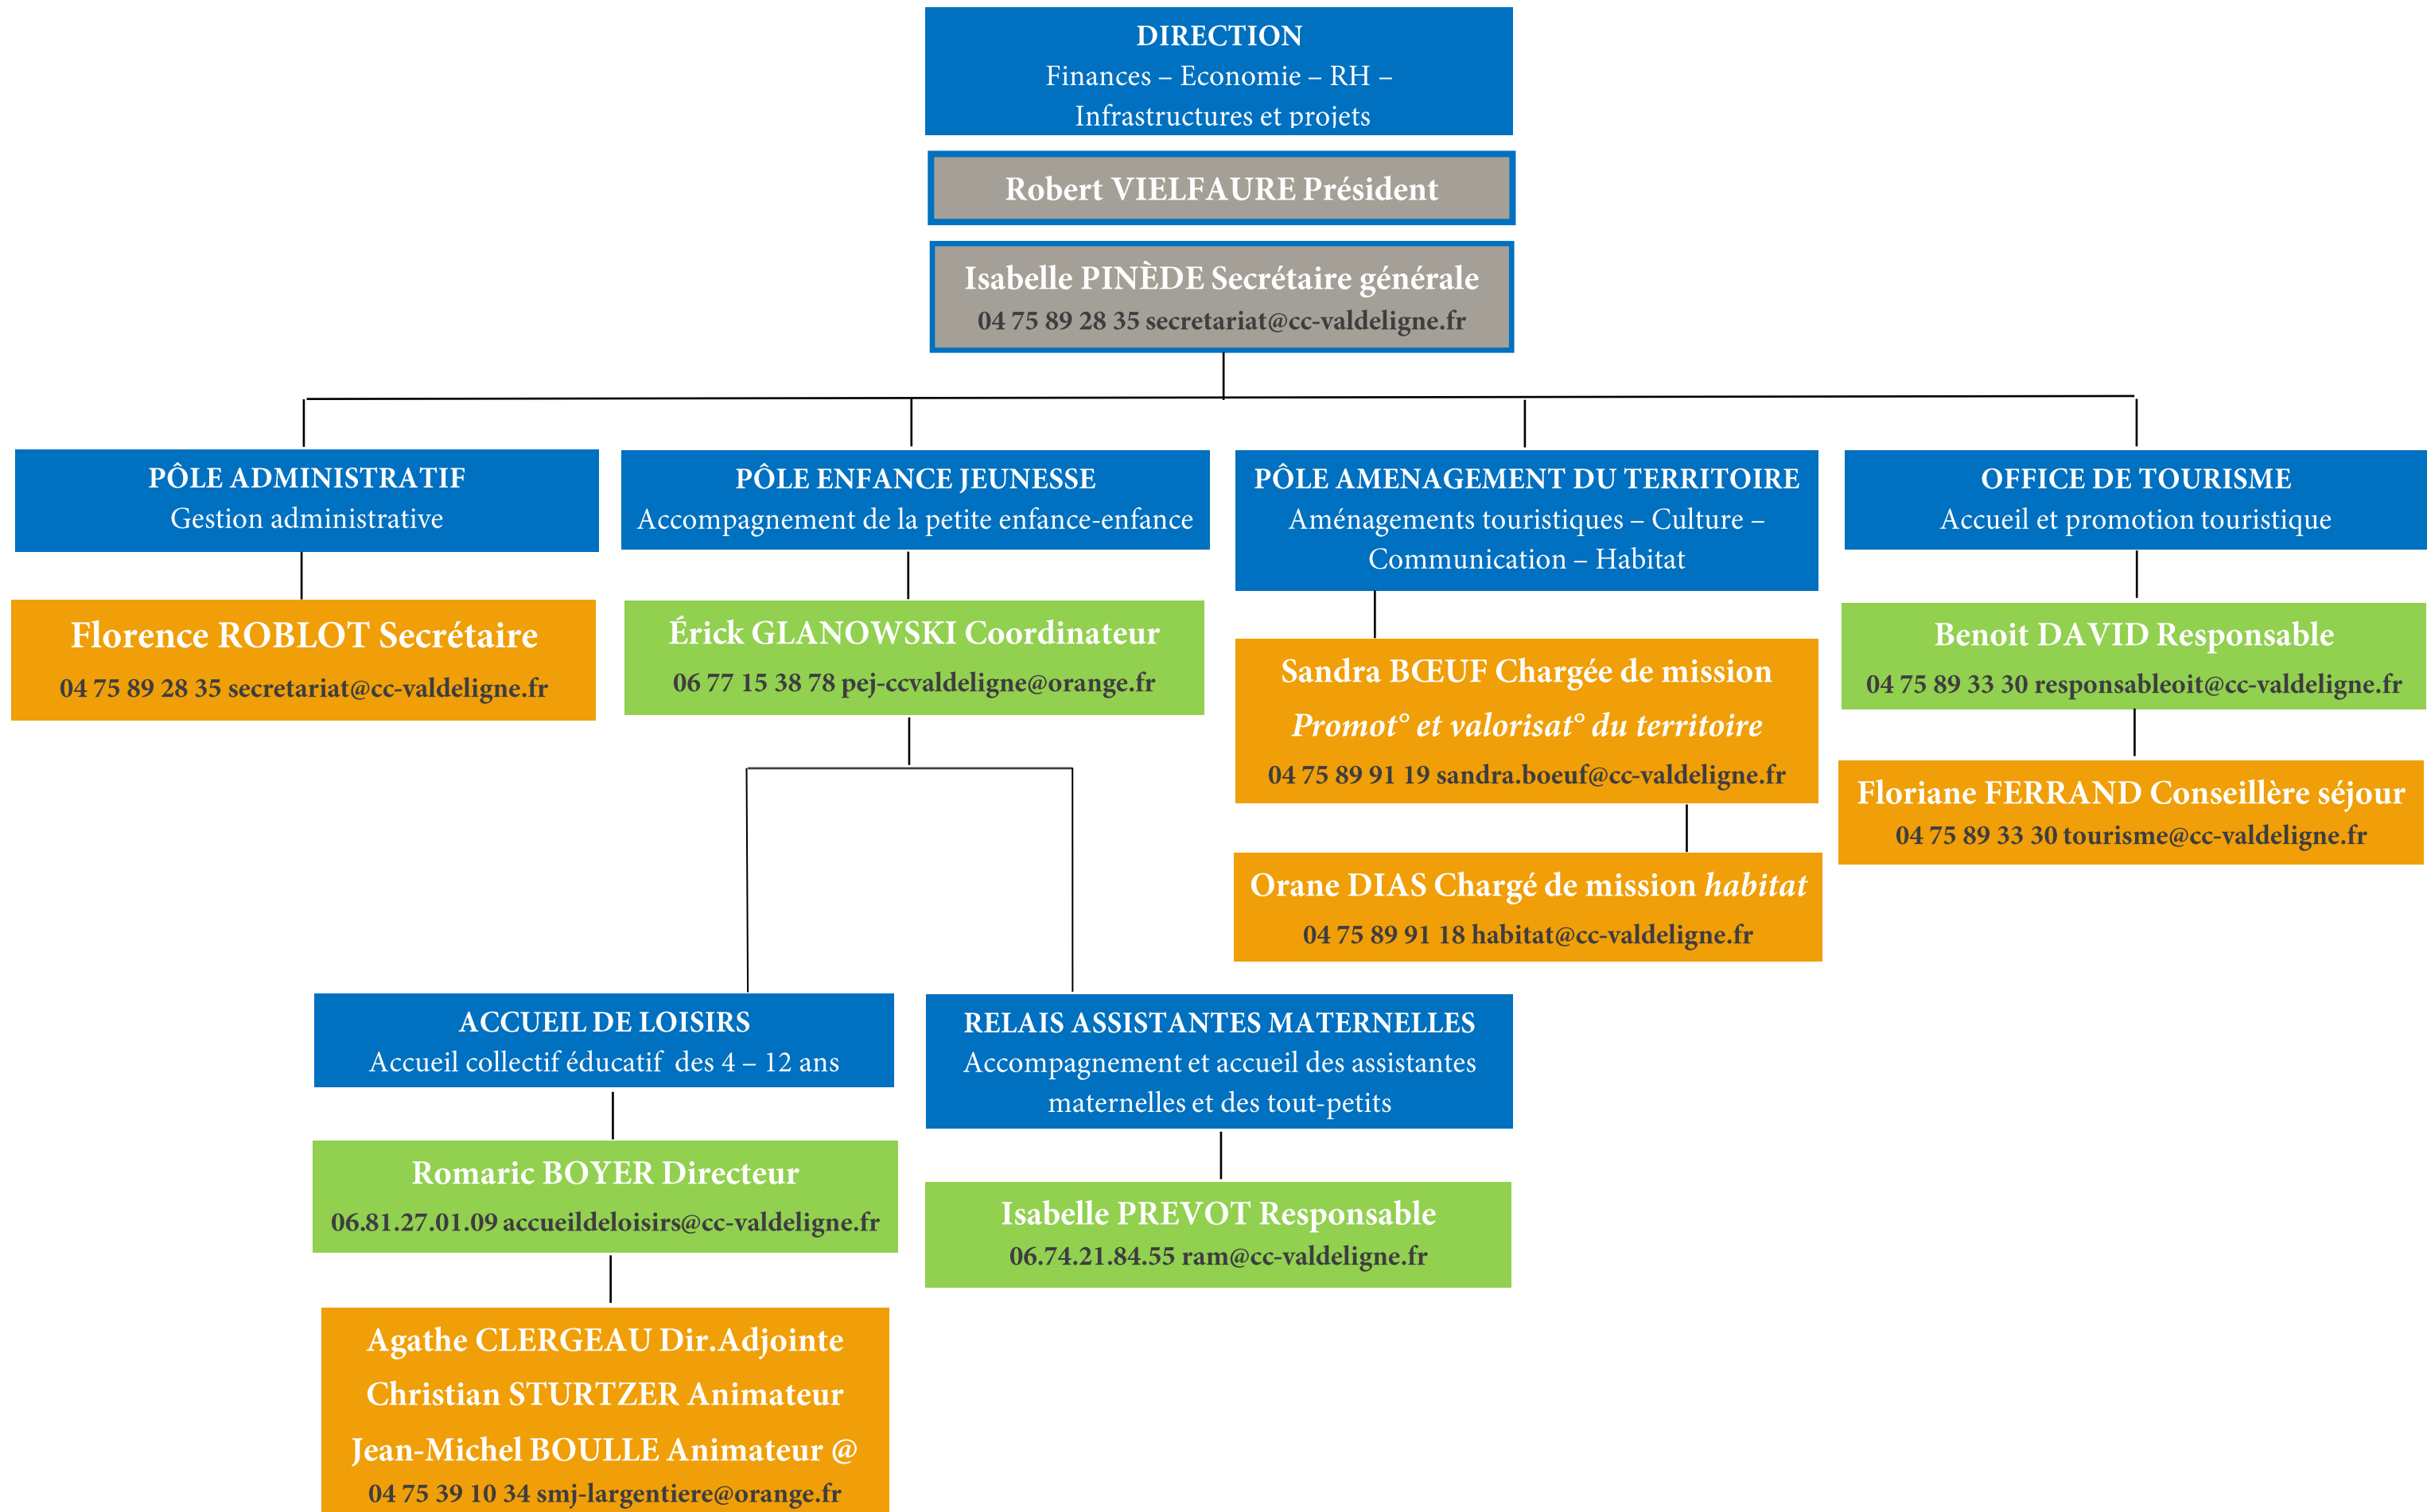 DIRECTION
Finances – Economie – RH –
Infrastructures et projets
Robert VIELFAURE Président
Isabelle PINÈDE Secrétaire générale
04 75 89 28 35 secretariat@cc-valdeligne.fr
PÔLE ADMINISTRATIF
Gestion administrative
Florence ROBLOT Secrétaire
04 75 89 28 35 secretariat@cc-valdeligne.fr
PÔLE ENFANCE JEUNESSE
Accompagnement de la petite enfance-enfance
Érick GLANOWSKI Coordinateur
06 77 15 38 78 pej-ccvaldeligne@orange.fr
PÔLE AMENAGEMENT DU TERRITOIRE
Aménagements touristiques – Culture –
Communication – Habitat
Sandra BŒUF Chargée de mission
Promot° et valorisat° du territoire
04 75 89 91 19 sandra.boeuf@cc-valdeligne.fr
Orane DIAS Chargé de mission habitat
04 75 89 91 18 habitat@cc-valdeligne.fr
OFFICE DE TOURISME
Accueil et promotion touristique
Benoit DAVID Responsable
04 75 89 33 30 responsableoit@cc-valdeligne.fr
Floriane FERRAND Conseillère séjour
04 75 89 33 30 tourisme@cc-valdeligne.fr
ACCUEIL DE LOISIRS
Accueil collectif éducatif des 4 – 12 ans
Romaric BOYER Directeur
06.81.27.01.09 accueildeloisirs@cc-valdeligne.fr
Agathe CLERGEAU Dir.Adjointe
Christian STURTZER Animateur
Jean-Michel BOULLE Animateur @
04 75 39 10 34 smj-largentiere@orange.fr
RELAIS ASSISTANTES MATERNELLES
Accompagnement et accueil des assistantes
maternelles et des tout-petits
Isabelle PREVOT Responsable
06.74.21.84.55 ram@cc-valdeligne.fr